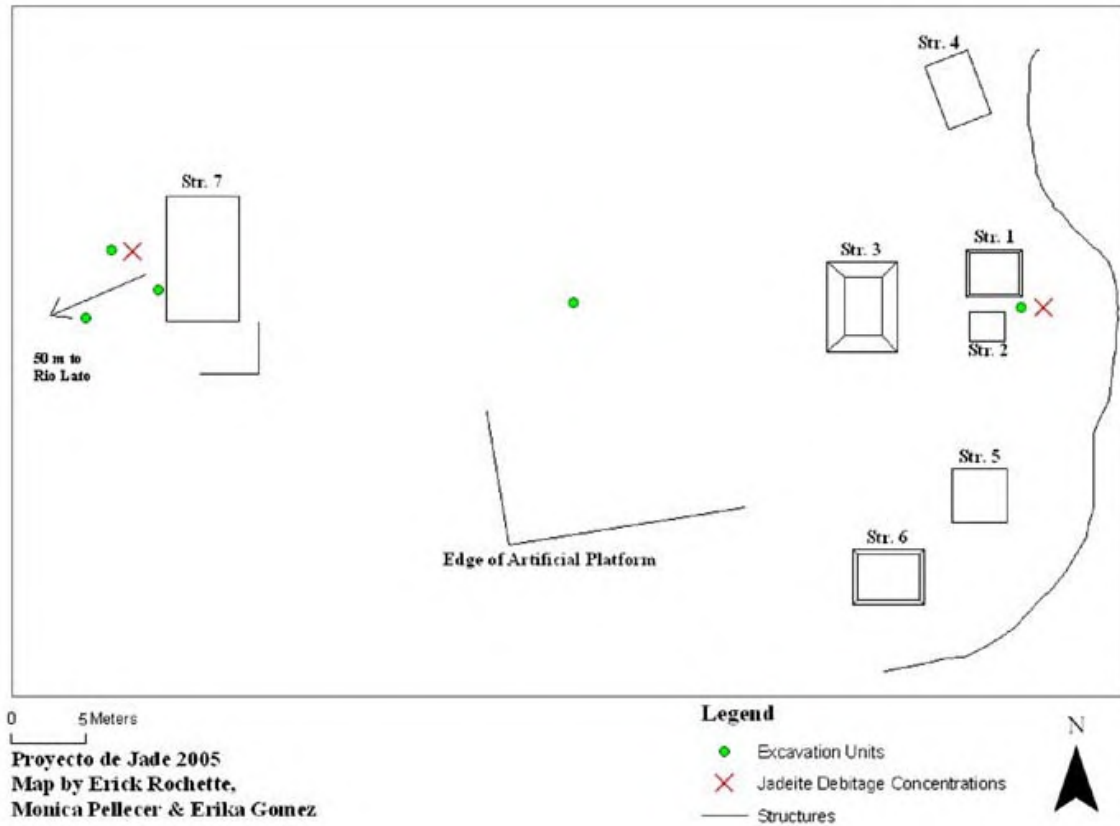 Str. 4
Str. 7
Str. 1
Str. 3
Str. 2
50 m to
Rio Lato
Str. 5
Str. 6
Edge of Artificial Platform
0 5 Meters
Proyecto de Jade 2005
Map by Erick Rochette,
Monica Pellecer & Erika Gomez
Legend
Excavation Units
Jadeite Debitage Concentrations
Structures
N